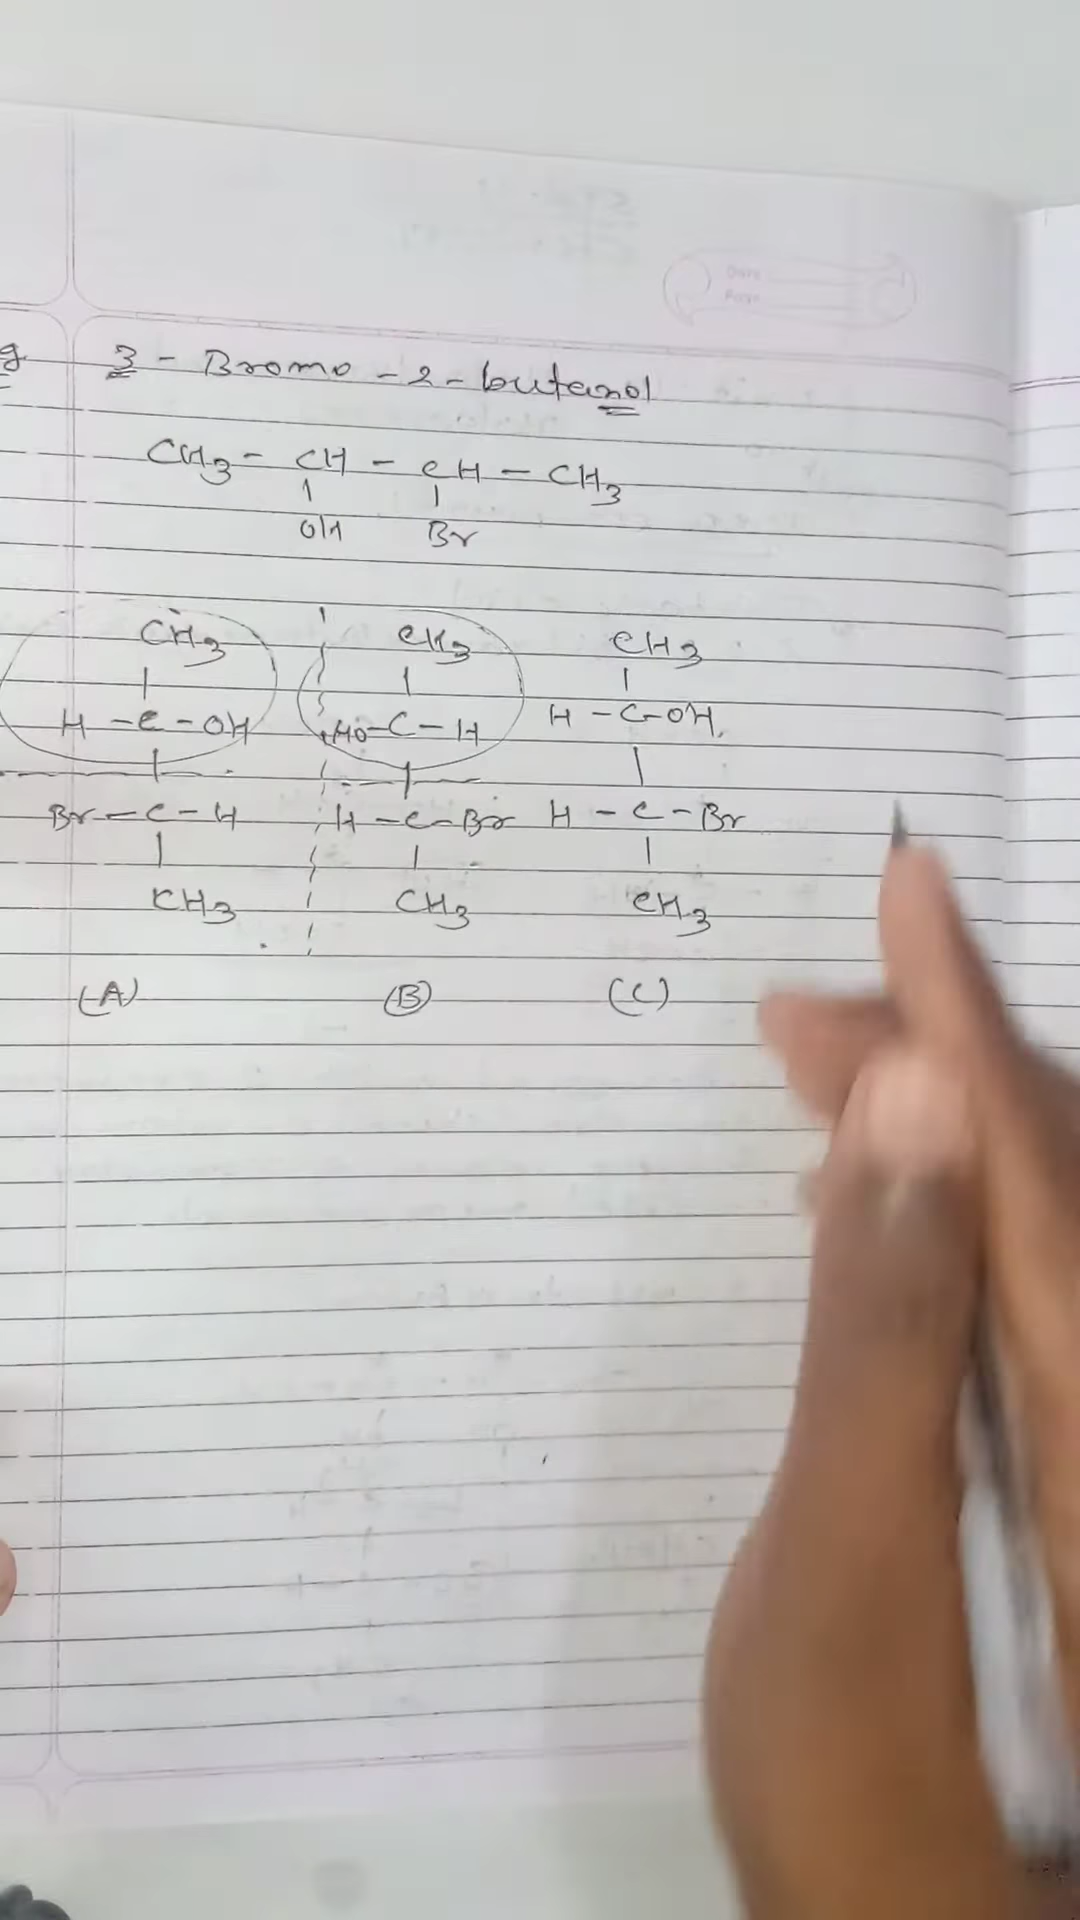 3 - Bromo - 2 - butanol
CH3 - CH - CH - CH3
OH Br
CH3 CH3 CH3
H - C - OH HO - C - H H - C - OH
Br - C - H H - C - Br H - C - Br
CH3 CH3 CH3
(A) (B) (C)